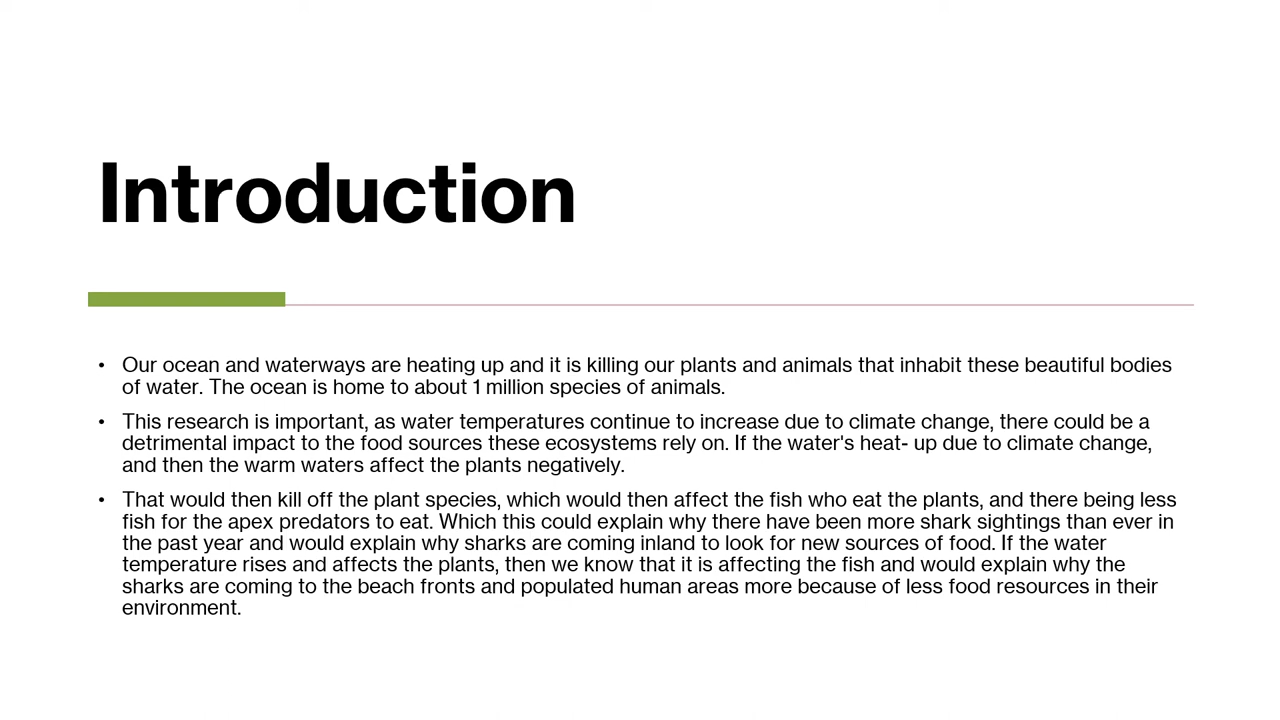 Introduction
• Our ocean and waterways are heating up and it is killing our plants and animals that inhabit these beautiful bodies
of water. The ocean is home to about 1 million species of animals.
• This research is important, as water temperatures continue to increase due to climate change, there could be a
detrimental impact to the food sources these ecosystems rely on. If the water's heat- up due to climate change,
and then the warm waters affect the plants negatively.
• That would then kill off the plant species, which would then affect the fish who eat the plants, and there being less
fish for the apex predators to eat. Which this could explain why there have been more shark sightings than ever in
the past year and would explain why sharks are coming inland to look for new sources of food. If the water
temperature rises and affects the plants, then we know that it is affecting the fish and would explain why the
sharks are coming to the beach fronts and populated human areas more because of less food resources in their
environment.